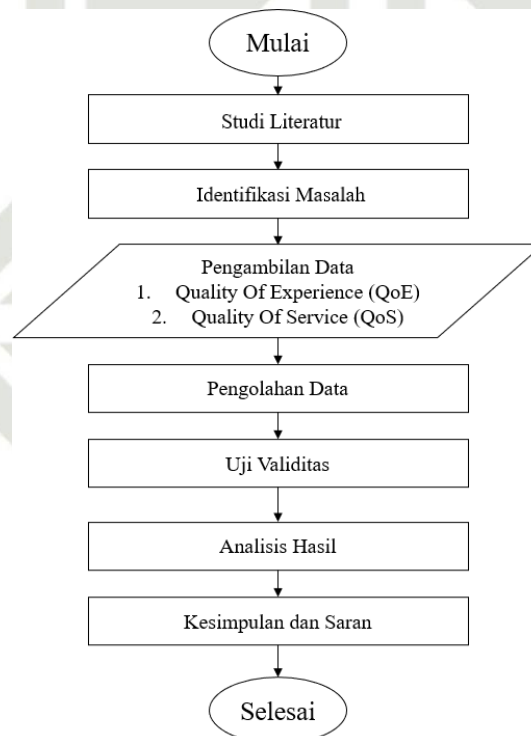 Mulai
Studi Literatur
Identifikasi Masalah
Pengambilan Data
1. Quality Of Experience (QoE)
2. Quality Of Service (QoS)
Pengolahan Data
Uji Validitas
Analisis Hasil
Kesimpulan dan Saran
Selesai